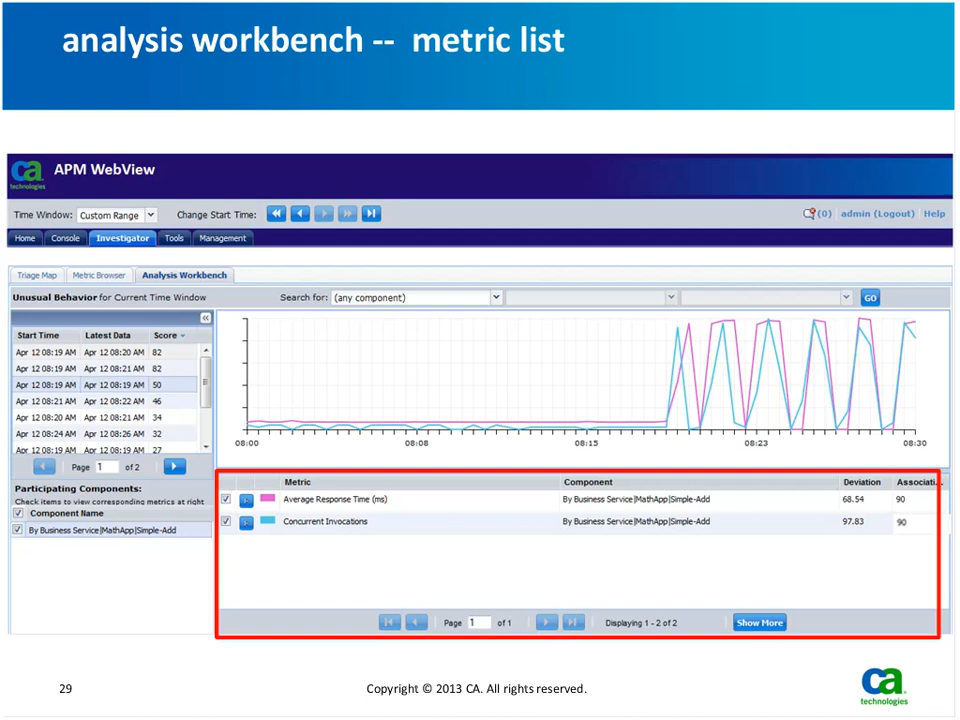 analysis workbench -- metric list
ca
technologies
APM WebView
Time Window: Custom Range Change Start Time: (0) admin (Logout) Help
Home Console Investigator Tools Management
Triage Map Metric Browser Analysis Workbench
Unusual Behavior for Current Time Window Search for: (any component) GO
Start Time Latest Data Score
Apr 12 08:19 AM Apr 12 08:20 AM 82
Apr 12 08:19 AM Apr 12 08:21 AM 82
Apr 12 08:19 AM Apr 12 08:19 AM 50
Apr 12 08:21 AM Apr 12 08:22 AM 46
Apr 12 08:20 AM Apr 12 08:21 AM 34
Apr 12 08:24 AM Apr 12 08:26 AM 32
Apr 12 08:19 AM Apr 12 08:19 AM 27
Page 1 of 2
08:00 08:08 08:15 08:23 08:30
Participating Components:
Check items to view corresponding metrics at right
Component Name
By Business Service|MathApp|Simple-Add
Metric Component Deviation Associati...
Average Response Time (ms) By Business Service|MathApp|Simple-Add 68.54 90
Concurrent Invocations By Business Service|MathApp|Simple-Add 97.83 90
Page 1 of 1 Displaying 1 - 2 of 2 Show More
29 Copyright © 2013 CA. All rights reserved.
ca
technologies